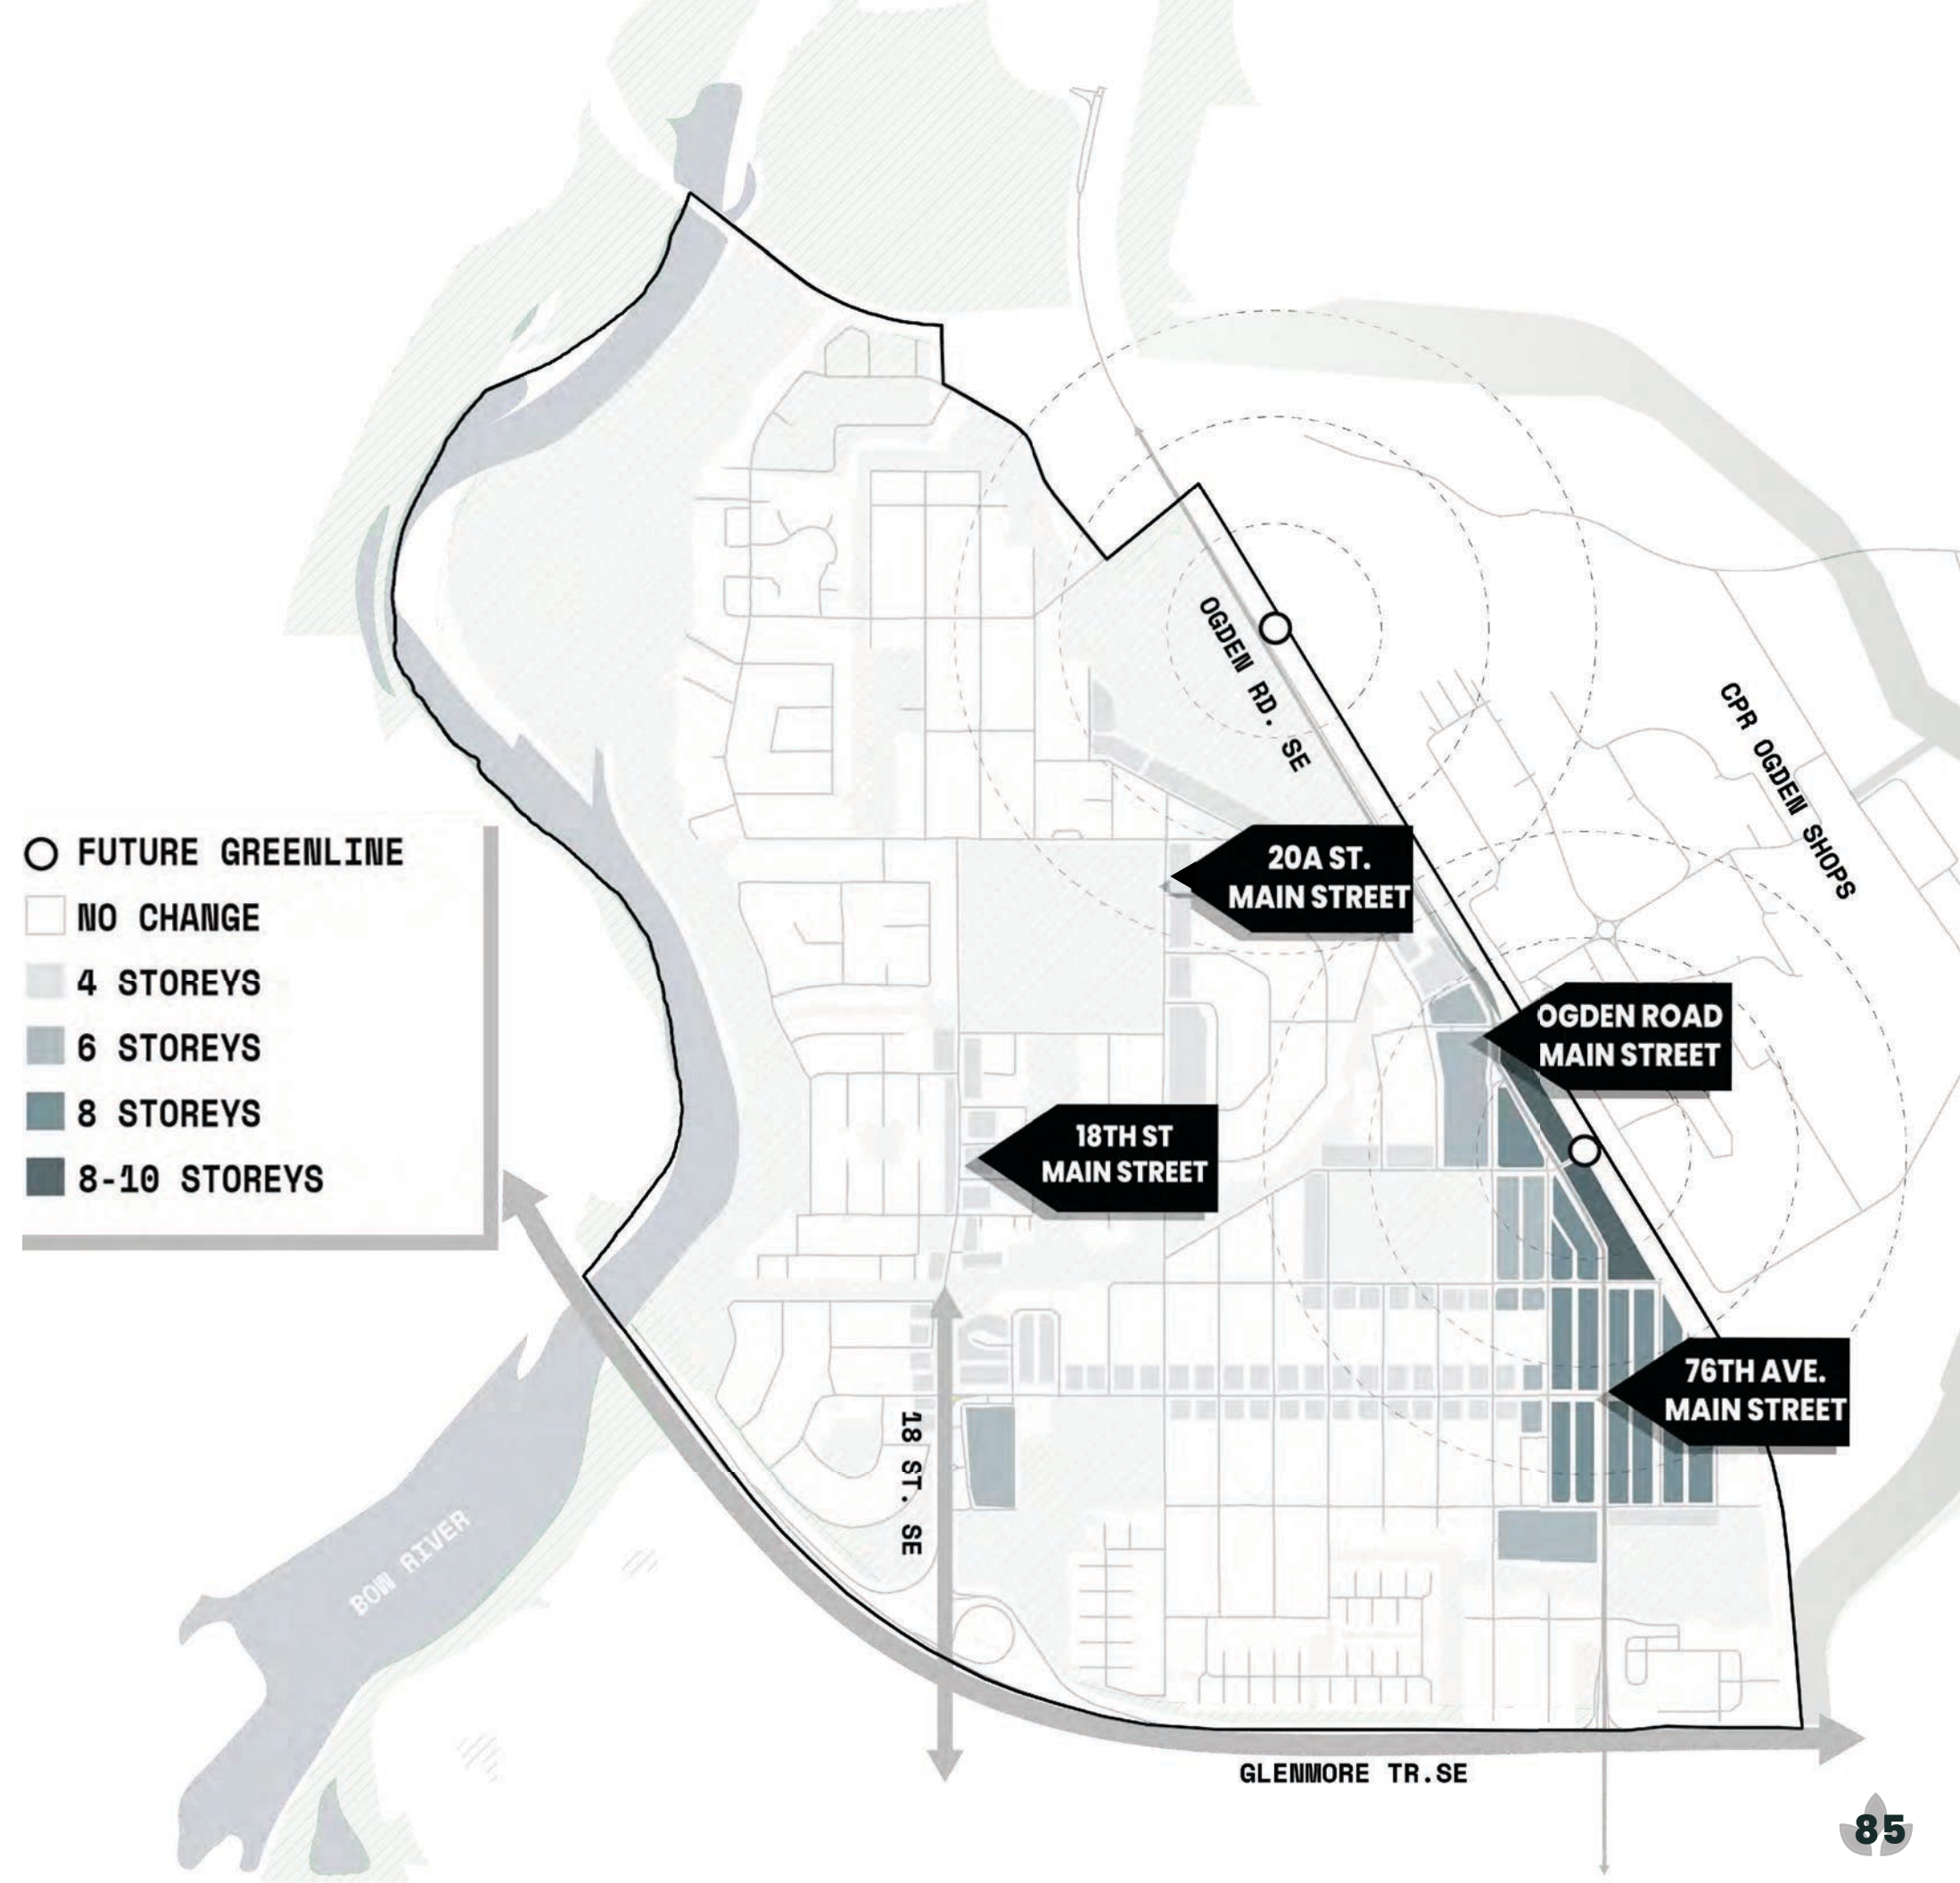 OGDEN RD. SE
CPR OGDEN SHOPS
FUTURE GREENLINE
NO CHANGE
4 STOREYS
6 STOREYS
8 STOREYS
8-10 STOREYS
20A ST.
MAIN STREET
OGDEN ROAD
MAIN STREET
18TH ST
MAIN STREET
76TH AVE.
MAIN STREET
18 ST. SE
BOW RIVER
GLENMORE TR.SE
85